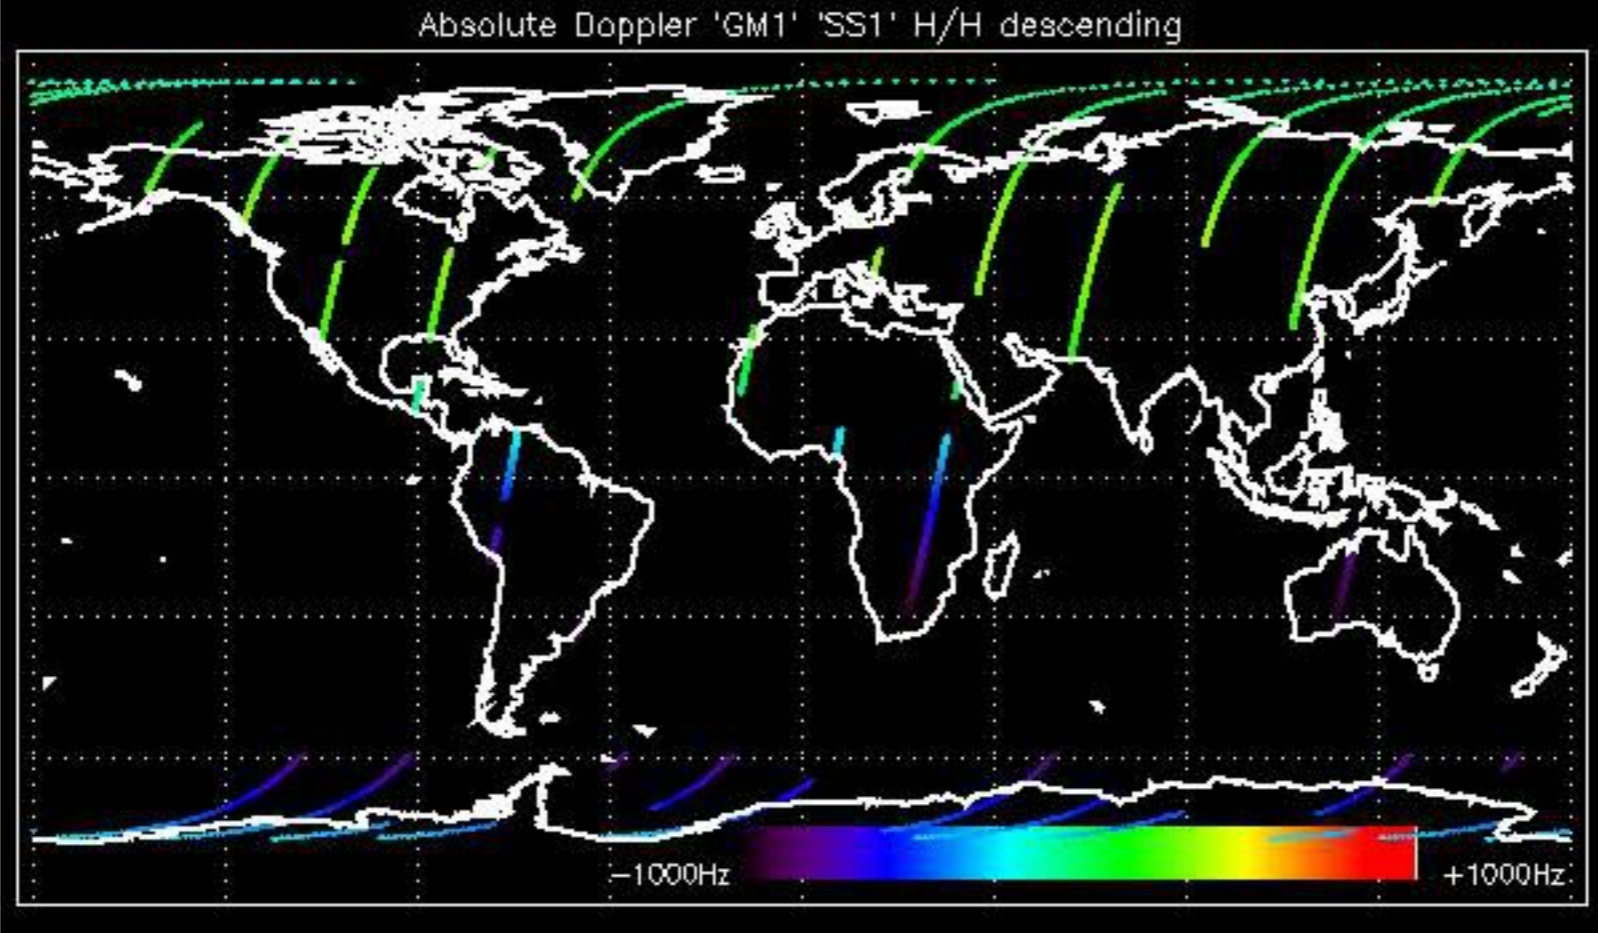 Absolute Doppler 'GM1' 'SS1' H/H descending
−1000Hz
+1000Hz